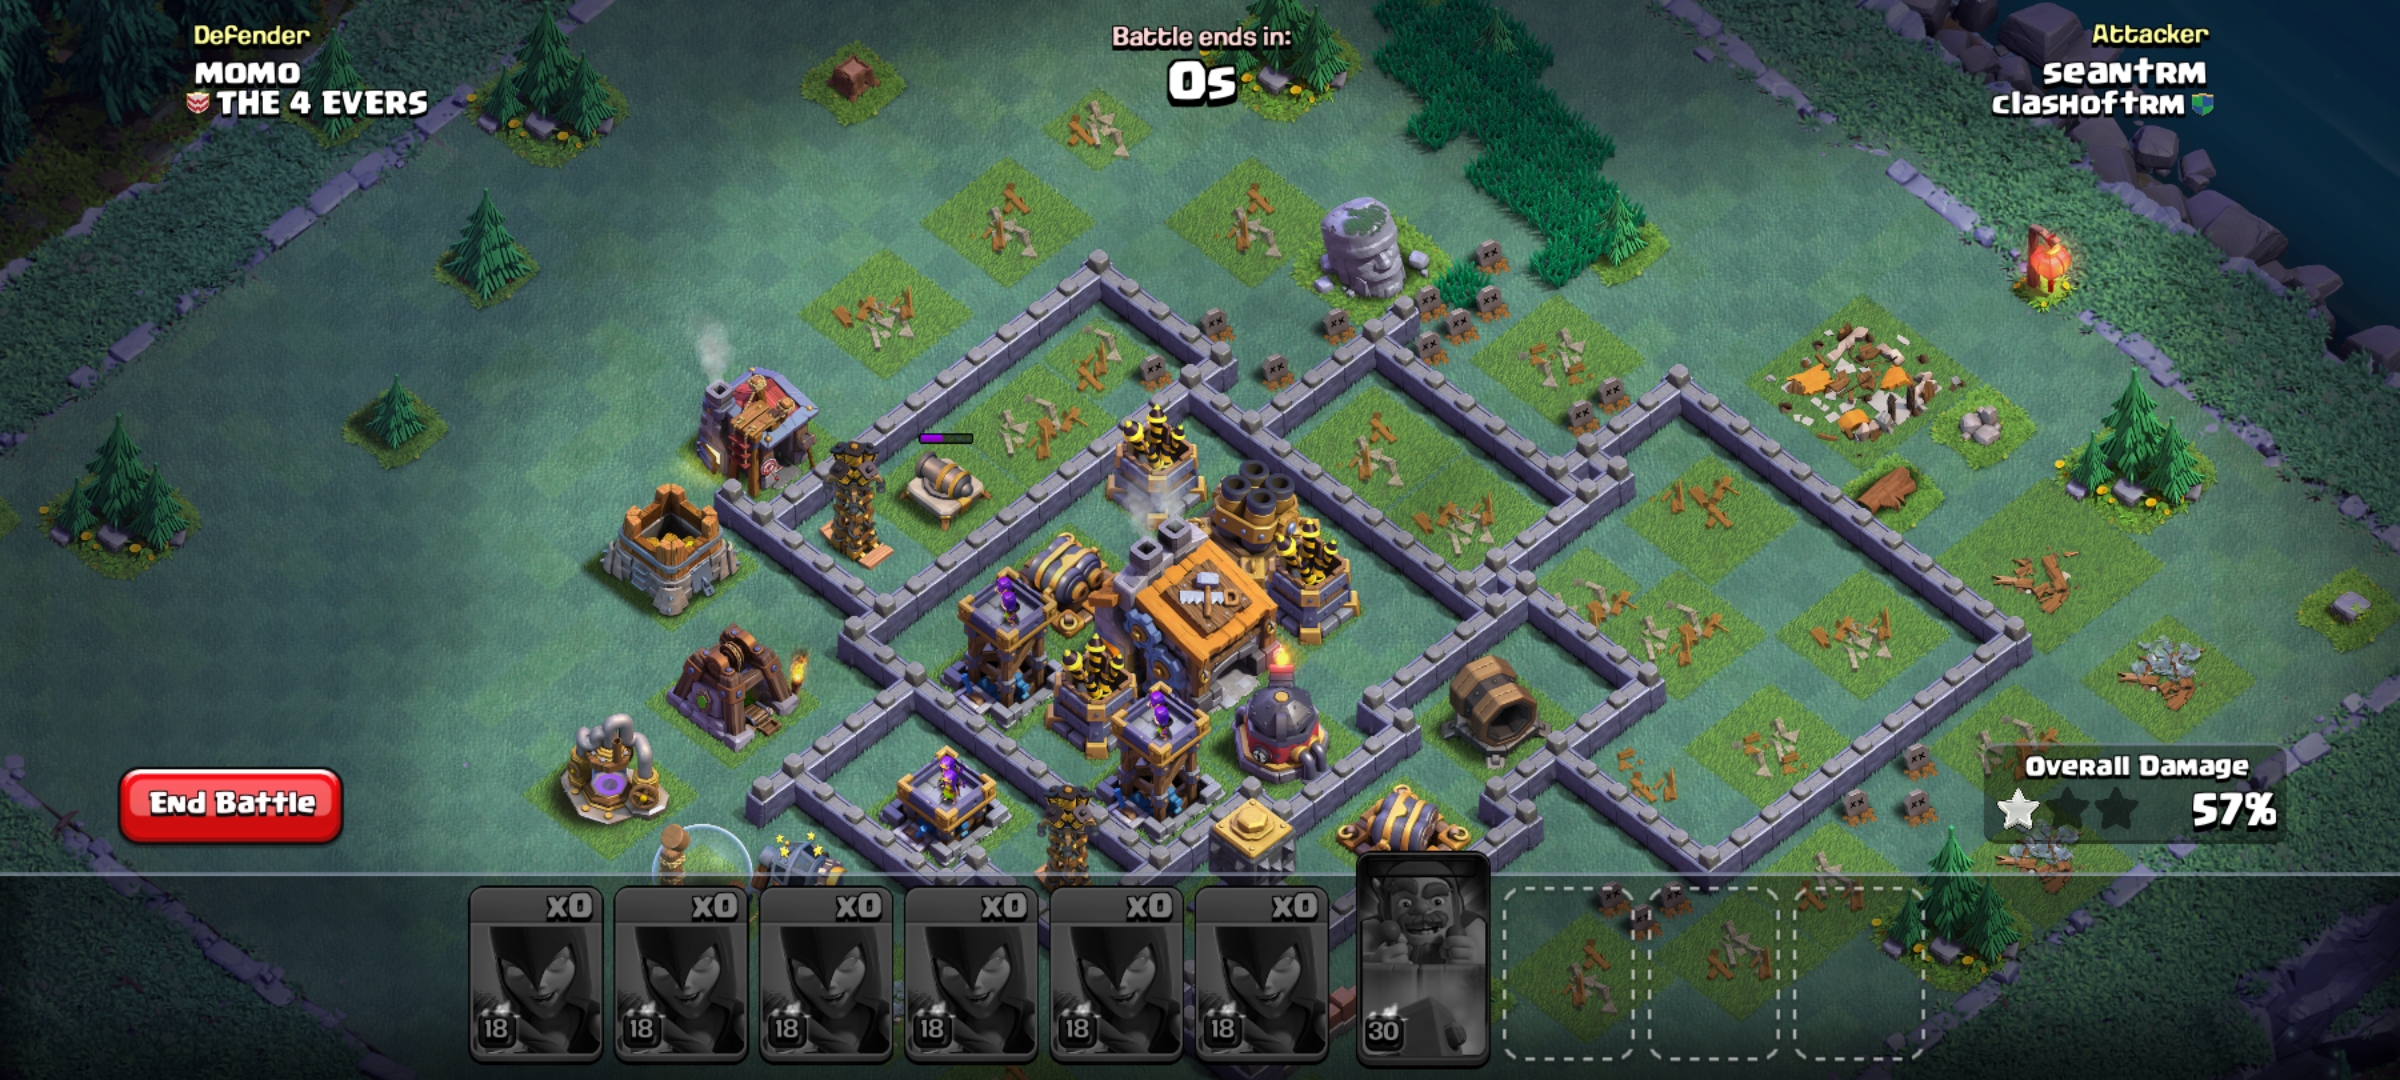 Defender
MOMO
THE 4 EVERS
Battle ends in:
0s
Attacker
seantRM
clashoftRM
End Battle
Overall Damage
57%
x0
x0
x0
x0
x0
x0
18
18
18
18
18
18
30